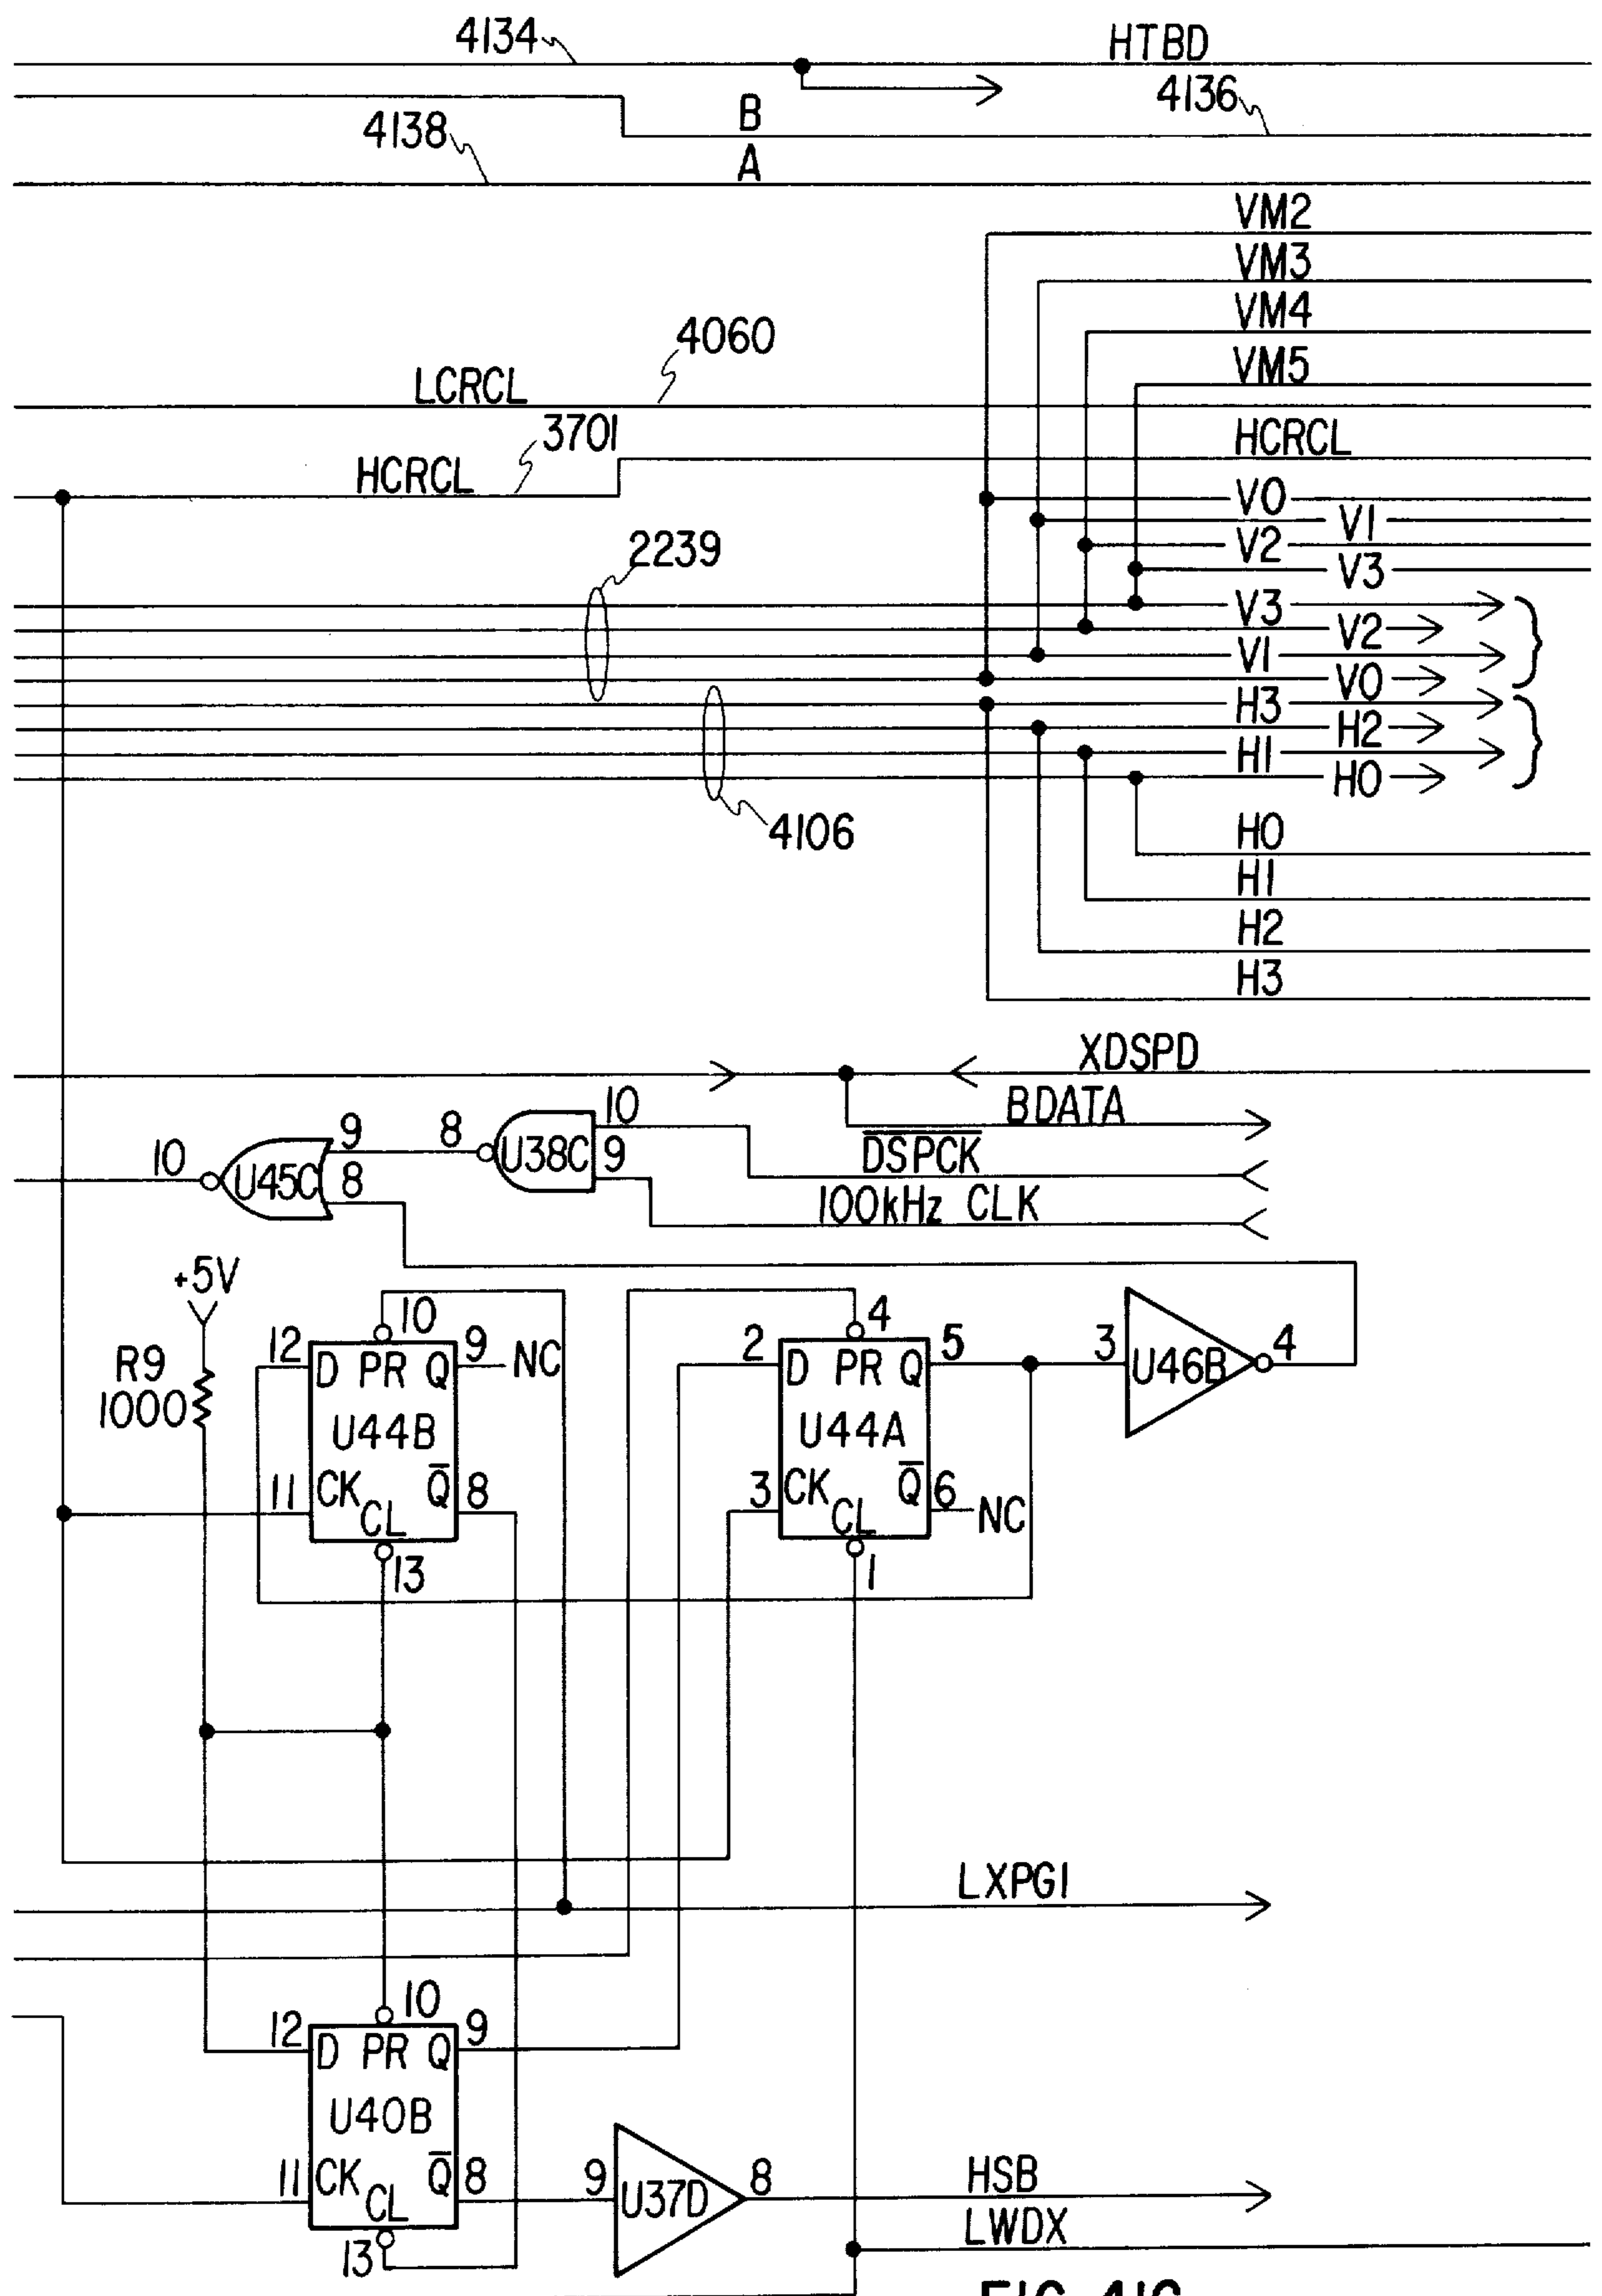 4134
HTBD
4136
B
4138
A
VM2
VM3
4060
VM4
LCRCL
VM5
3701
HCRCL
HCRCL
V0
V1
2239
V2
V3
V3
V2
V1
V0
H3
H2
H1
H0
4106
H0
H1
H2
H3
XDSPD
BDATA
10 U45C 9 8
8 U38C 10 9
DSPCK
100kHz CLK
+5V
R9
1000
10
12 D PR Q 9 NC
U44B
11 CK CL Q 8
13
4
2 D PR Q 5
U44A
3 CK CL Q 6 NC
1
3 U46B 4
LXPG1
10
12 D PR Q 9
U40B
11 CK CL Q 8
13
9 U37D 8
HSB
LWDX